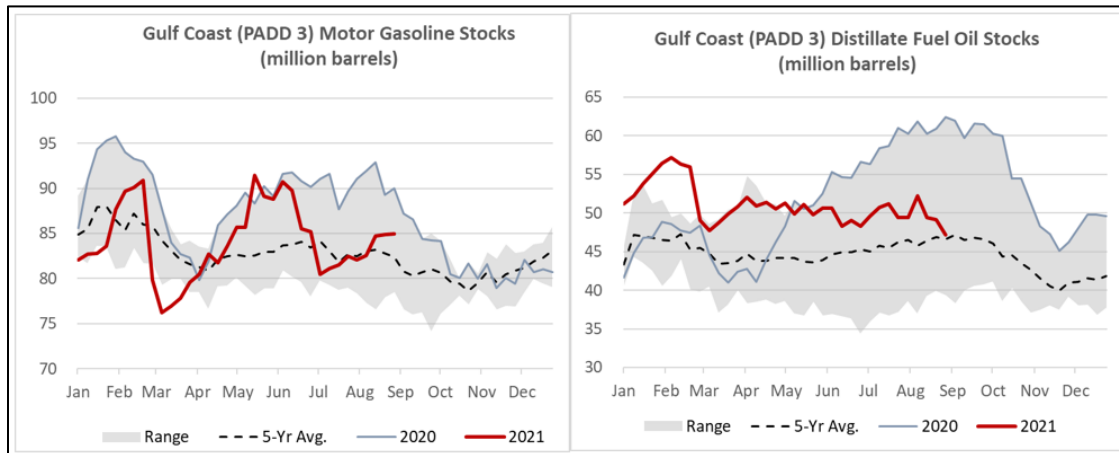 Gulf Coast (PADD 3) Motor Gasoline Stocks
(million barrels)
100
95
90
85
80
75
70
Jan Feb Mar Apr May Jun Jul Aug Sep Oct Nov Dec
Range 5-Yr Avg. 2020 2021
Gulf Coast (PADD 3) Distillate Fuel Oil Stocks
(million barrels)
65
60
55
50
45
40
35
30
Jan Feb Mar Apr May Jun Jul Aug Sep Oct Nov Dec
Range 5-Yr Avg. 2020 2021